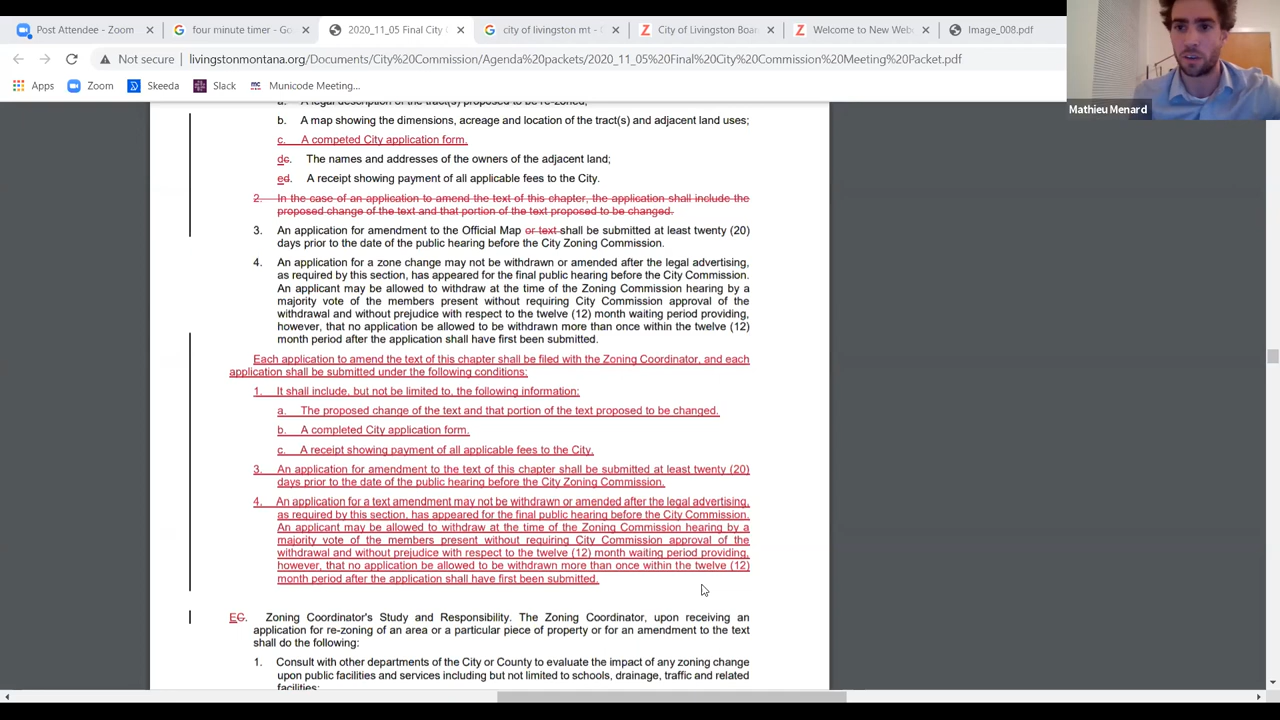 Post Attendee - Zoom
four minute timer - Go
2020_11_05 Final City
city of livingston mt -
City of Livingston Boa
Welcome to New Web
Image_008.pdf
Not secure
livingstonmontana.org/Documents/City%20Commission/Agenda%20packets/2020_11_05%20Final%20City%20Commission%20Meeting%20Packet.pdf
Apps
Zoom
Skeeda
Slack
Municode Meeting...
Mathieu Menard
a. A legal description of the tract(s) proposed to be re-zoned;
b. A map showing the dimensions, acreage and location of the tract(s) and adjacent land uses;
c. A competed City application form.
dc. The names and addresses of the owners of the adjacent land;
ed. A receipt showing payment of all applicable fees to the City.
2. In the case of an application to amend the text of this chapter, the application shall include the
proposed change of the text and that portion of the text proposed to be changed.
3. An application for amendment to the Official Map or text shall be submitted at least twenty (20)
days prior to the date of the public hearing before the City Zoning Commission.
4. An application for a zone change may not be withdrawn or amended after the legal advertising,
as required by this section, has appeared for the final public hearing before the City Commission.
An applicant may be allowed to withdraw at the time of the Zoning Commission hearing by a
majority vote of the members present without requiring City Commission approval of the
withdrawal and without prejudice with respect to the twelve (12) month waiting period providing,
however, that no application be allowed to be withdrawn more than once within the twelve (12)
month period after the application shall have first been submitted.
Each application to amend the text of this chapter shall be filed with the Zoning Coordinator, and each
application shall be submitted under the following conditions:
1. It shall include, but not be limited to, the following information:
a. The proposed change of the text and that portion of the text proposed to be changed.
b. A completed City application form.
c. A receipt showing payment of all applicable fees to the City.
3. An application for amendment to the text of this chapter shall be submitted at least twenty (20)
days prior to the date of the public hearing before the City Zoning Commission.
4. An application for a text amendment may not be withdrawn or amended after the legal advertising,
as required by this section, has appeared for the final public hearing before the City Commission.
An applicant may be allowed to withdraw at the time of the Zoning Commission hearing by a
majority vote of the members present without requiring City Commission approval of the
withdrawal and without prejudice with respect to the twelve (12) month waiting period providing,
however, that no application be allowed to be withdrawn more than once within the twelve (12)
month period after the application shall have first been submitted.
EC. Zoning Coordinator's Study and Responsibility. The Zoning Coordinator, upon receiving an
application for re-zoning of an area or a particular piece of property or for an amendment to the text
shall do the following:
1. Consult with other departments of the City or County to evaluate the impact of any zoning change
upon public facilities and services including but not limited to schools, drainage, traffic and related
facilities;